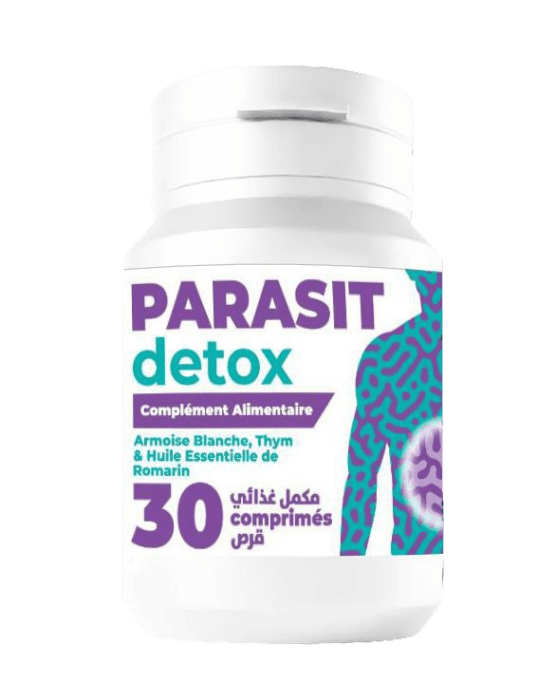 PARASIT
detox
Complément Alimentaire
Armoise Blanche, Thym
& Huile Essentielle de
Romarin
30
مكمل غذائي
comprimés
قرص